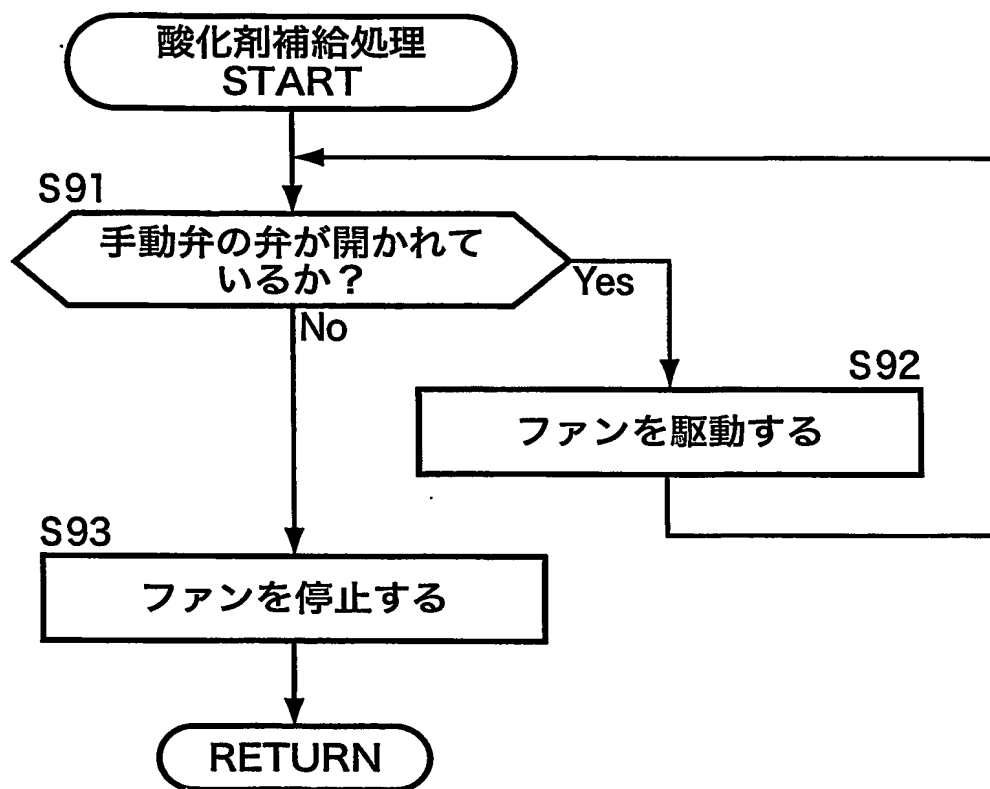 酸化剤補給処理
START
S91
手動弁の弁が開かれて
いるか？
Yes
No
S92
ファンを駆動する
S93
ファンを停止する
RETURN